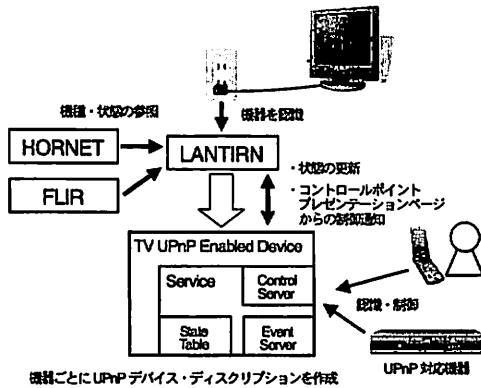 機種・状態の参照
機器を認識
HORNET
LANTIRN
FLIR
・状態の更新
・コントロールポイント
プレゼンテーションページ
からの制御通知
TV UPnP Enabled Device
Service
Control
Server
State
Table
Event
Server
認識・制御
UPnP 対応機器
機器ごとにUPnPデバイス・ディスクリプションを作成